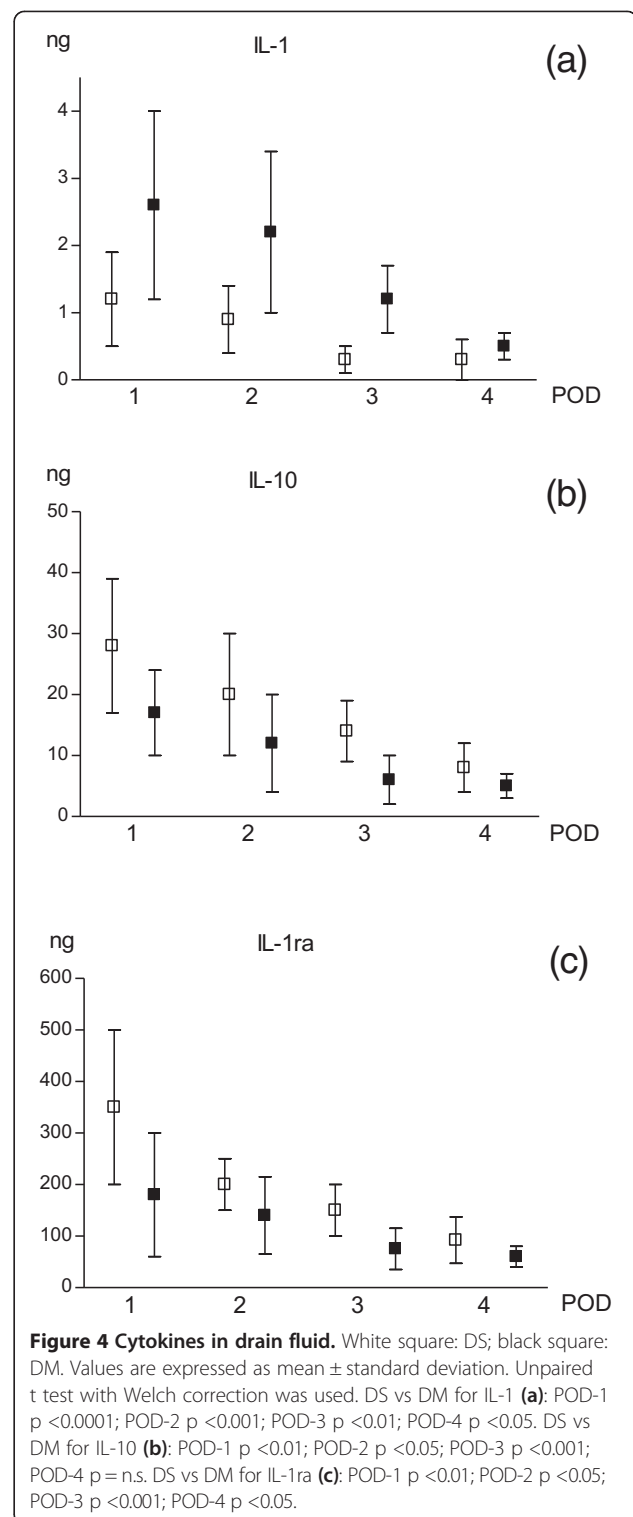 ng
IL-1
(a)
4
3
2
1
0
1 2 3 4 POD
ng
IL-10
(b)
50
40
30
20
10
0
1 2 3 4 POD
ng
IL-1ra
(c)
600
500
400
300
200
100
0
1 2 3 4 POD
Figure 4 Cytokines in drain fluid. White square: DS; black square:
DM. Values are expressed as mean ± standard deviation. Unpaired
t test with Welch correction was used. DS vs DM for IL-1 (a): POD-1
p <0.0001; POD-2 p <0.001; POD-3 p <0.01; POD-4 p <0.05. DS vs
DM for IL-10 (b): POD-1 p <0.01; POD-2 p <0.05; POD-3 p <0.001;
POD-4 p = n.s. DS vs DM for IL-1ra (c): POD-1 p <0.01; POD-2 p <0.05;
POD-3 p <0.001; POD-4 p <0.05.